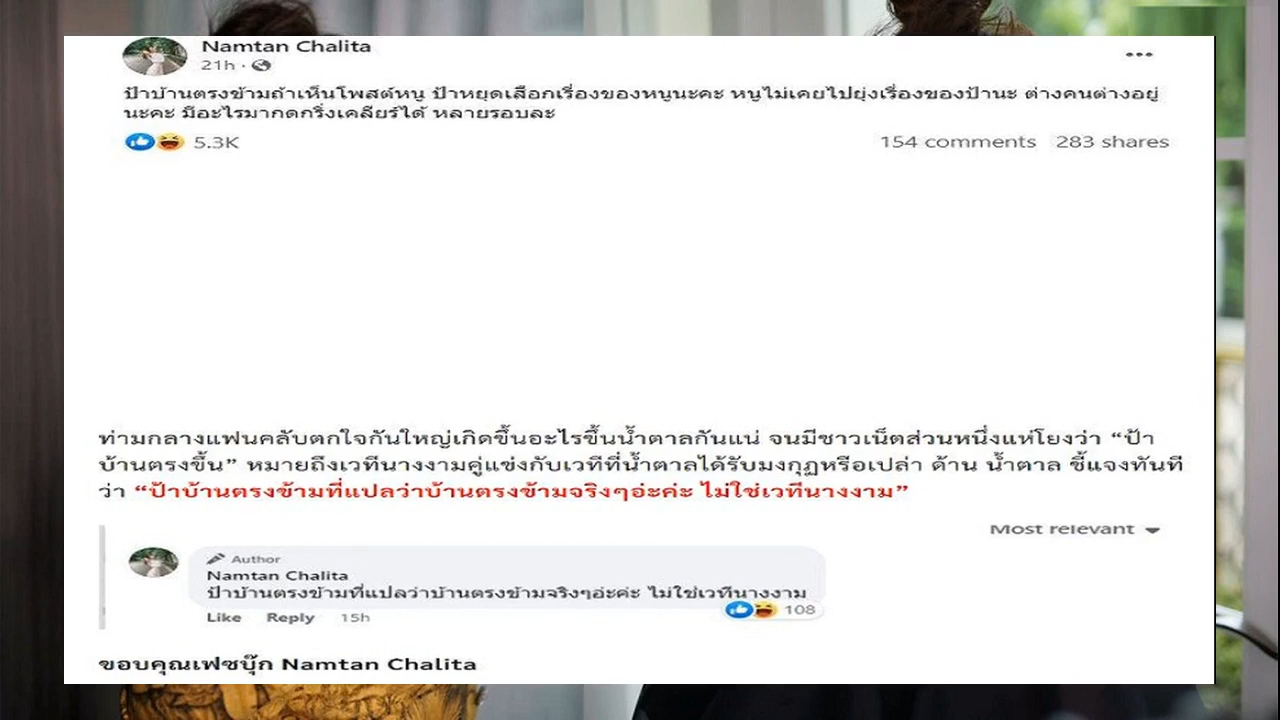 Namtan Chalita
21h ·
ป้าบ้านตรงข้ามถ้าเห็นโพสต์หนู ป้าหยุดเสือกเรื่องของหนูนะคะ หนูไม่เคยไปยุ่งเรื่องของป้านะ ต่างคนต่างอยู่
นะคะ มีอะไรมากดกริ่งเคลียร์ได้ หลายรอบละ
5.3K 154 comments 283 shares
ท่ามกลางแฟนคลับตกใจกันใหญ่เกิดขึ้นอะไรขึ้นน้ำตาลกันแน่ จนมีชาวเน็ตส่วนหนึ่งแห่โยงว่า “ป้า
บ้านตรงขึ้น” หมายถึงเวทีนางงามคู่แข่งกับเวทีที่น้ำตาลได้รับมงกุฏหรือเปล่า ด้าน น้ำตาล ชี้แจงทันที
ว่า “ป้าบ้านตรงข้ามที่แปลว่าบ้านตรงข้ามจริงๆอ่ะค่ะ ไม่ใช่เวทีนางงาม”
Most relevant
Author
Namtan Chalita
ป้าบ้านตรงข้ามที่แปลว่าบ้านตรงข้ามจริงๆอ่ะค่ะ ไม่ใช่เวทีนางงาม
108
Like Reply 15h
ขอบคุณเฟซบุ๊ก Namtan Chalita